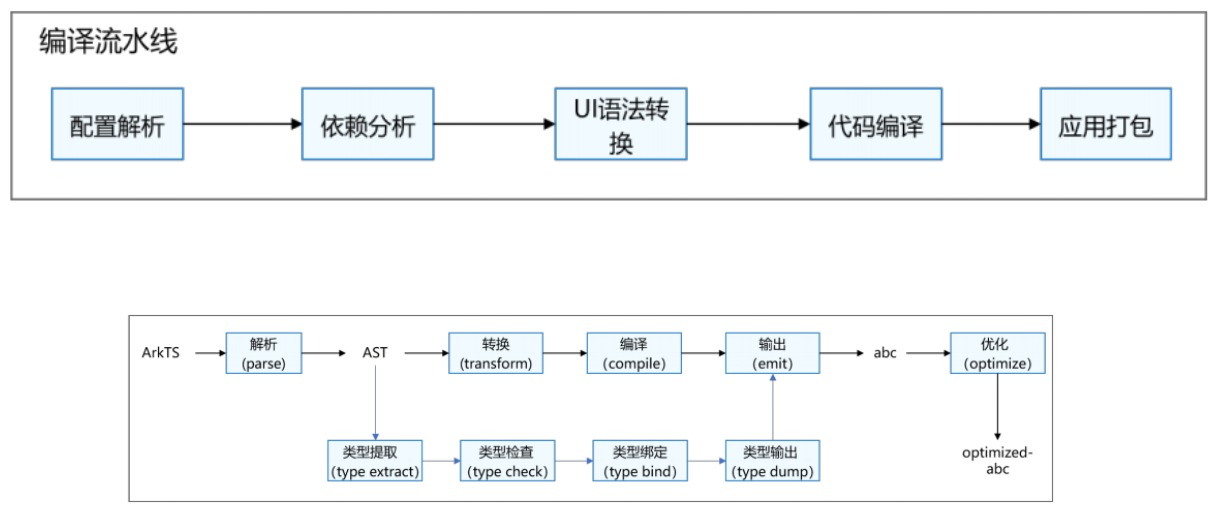 编译流水线
配置解析
依赖分析
UI语法转
换
代码编译
应用打包
ArkTS
解析
(parse)
AST
转换
(transform)
编译
(compile)
输出
(emit)
abc
优化
(optimize)
类型提取
(type extract)
类型检查
(type check)
类型绑定
(type bind)
类型输出
(type dump)
optimized-
abc